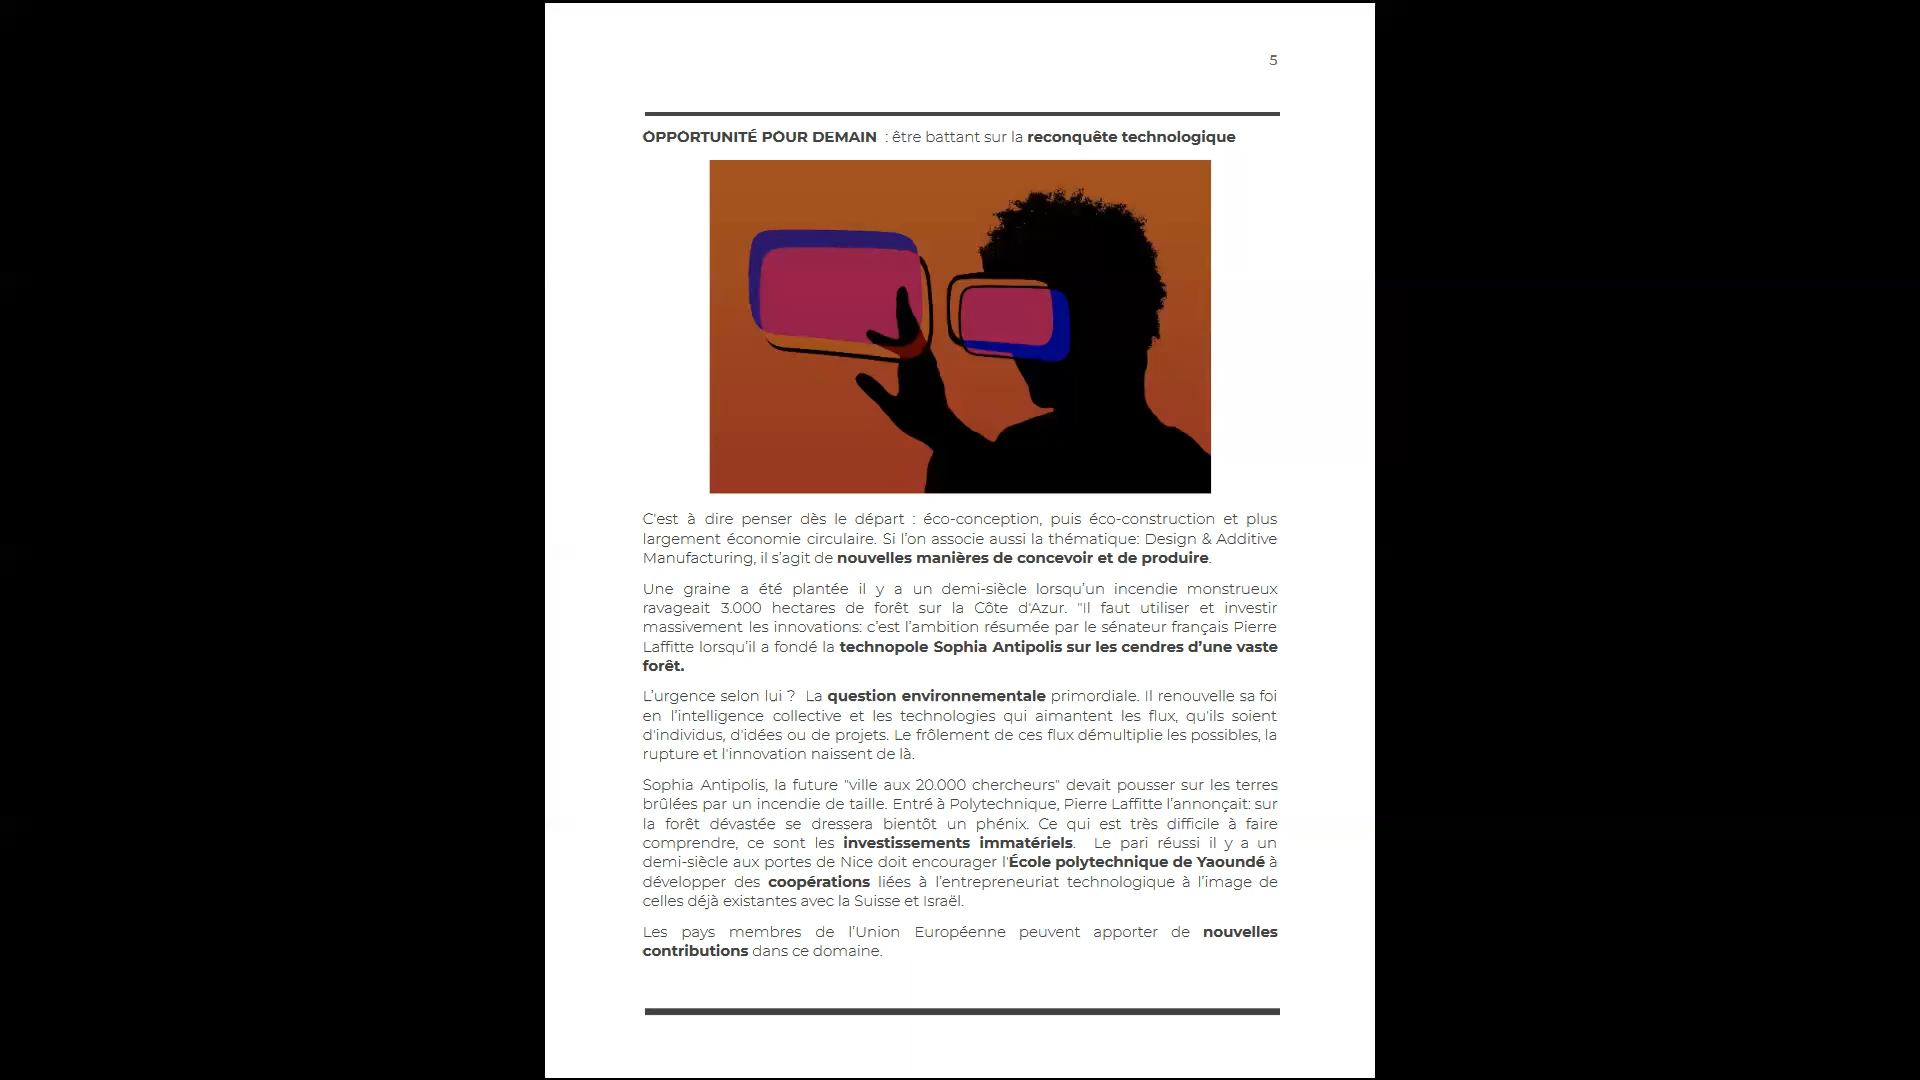 5
OPPORTUNITÉ POUR DEMAIN : être battant sur la reconquête technologique
C'est à dire penser dès le départ : éco-conception, puis éco-construction et plus
largement économie circulaire. Si l'on associe aussi la thématique: Design & Additive
Manufacturing, il s'agit de nouvelles manières de concevoir et de produire.
Une graine a été plantée il y a un demi-siècle lorsqu'un incendie monstrueux
ravageait 3.000 hectares de forêt sur la Côte d'Azur. "Il faut utiliser et investir
massivement les innovations: c'est l'ambition résumée par le sénateur français Pierre
Laffitte lorsqu'il a fondé la technopole Sophia Antipolis sur les cendres d'une vaste
forêt.
L'urgence selon lui ? La question environnementale primordiale. Il renouvelle sa foi
en l'intelligence collective et les technologies qui aimantent les flux, qu'ils soient
d'individus, d'idées ou de projets. Le frôlement de ces flux démultiplie les possibles, la
rupture et l'innovation naissent de là.
Sophia Antipolis, la future "ville aux 20.000 chercheurs" devait pousser sur les terres
brûlées par un incendie de taille. Entré à Polytechnique, Pierre Laffitte l'annonçait: sur
la forêt dévastée se dressera bientôt un phénix. Ce qui est très difficile à faire
comprendre, ce sont les investissements immatériels. Le pari réussi il y a un
demi-siècle aux portes de Nice doit encourager l'École polytechnique de Yaoundé à
développer des coopérations liées à l'entrepreneuriat technologique à l'image de
celles déjà existantes avec la Suisse et Israël.
Les pays membres de l'Union Européenne peuvent apporter de nouvelles
contributions dans ce domaine.